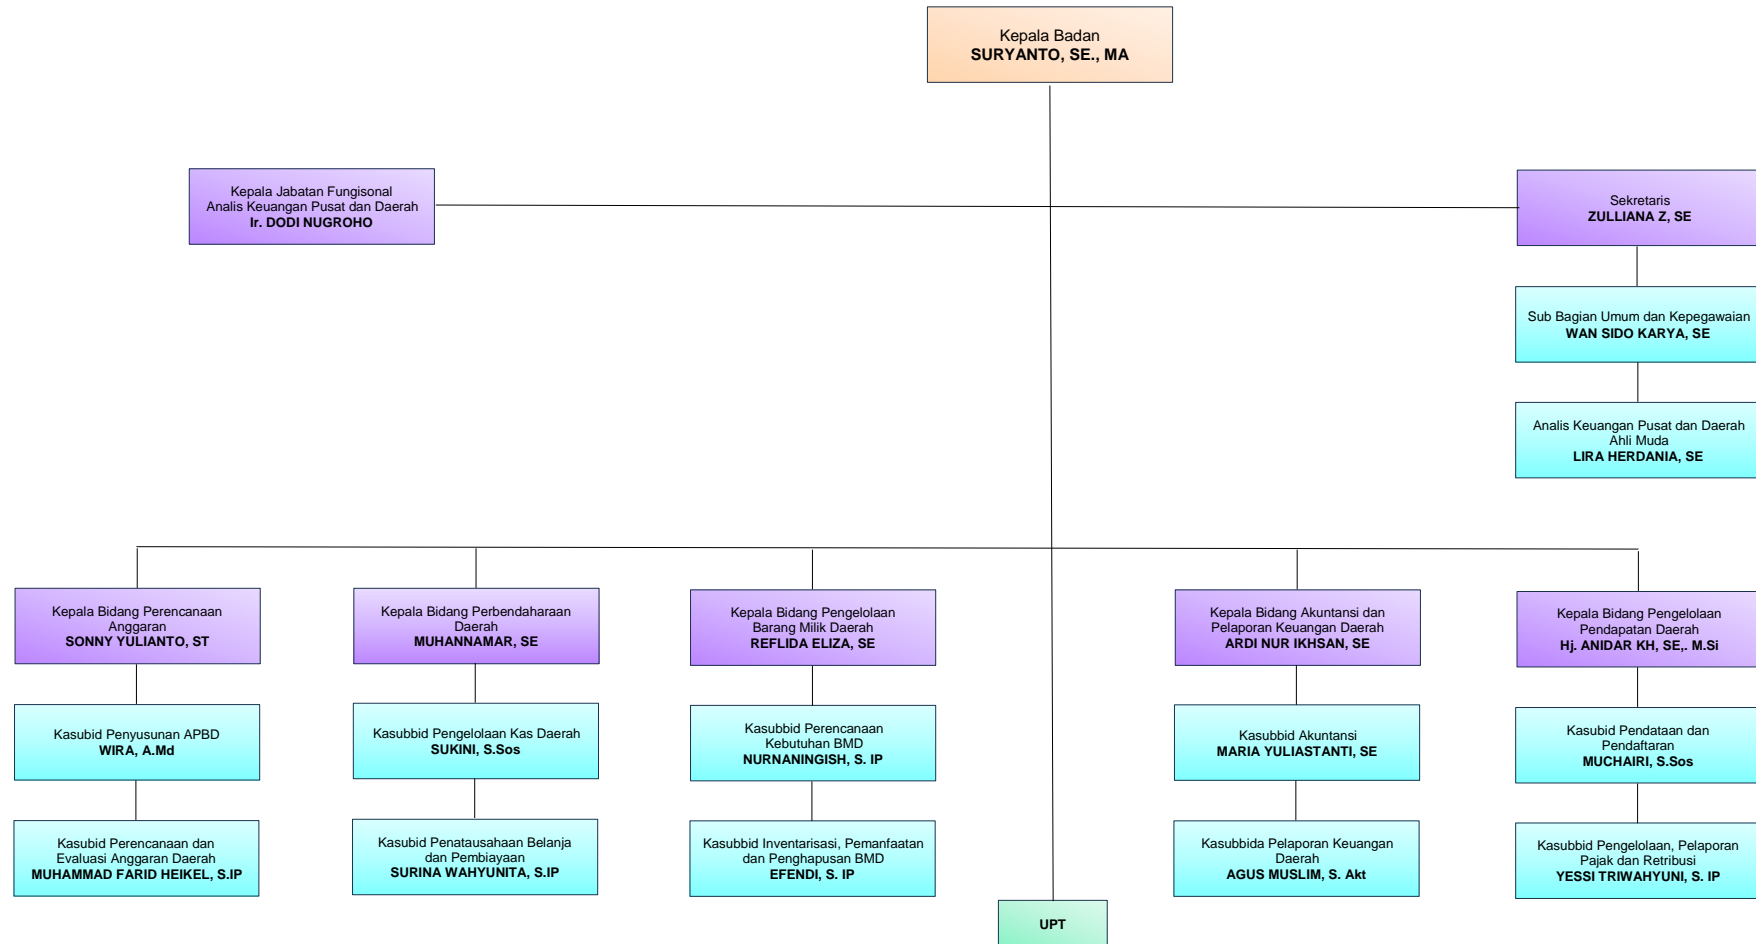 Kepala Badan
SURYANTO, SE., MA
Kepala Jabatan Fungisonal
Analis Keuangan Pusat dan Daerah
Ir. DODI NUGROHO
Sekretaris
ZULLIANA Z, SE
Sub Bagian Umum dan Kepegawaian
WAN SIDO KARYA, SE
Analis Keuangan Pusat dan Daerah
Ahli Muda
LIRA HERDANIA, SE
Kepala Bidang Perencanaan
Anggaran
SONNY YULIANTO, ST
Kepala Bidang Perbendaharaan
Daerah
MUHANNAMAR, SE
Kepala Bidang Pengelolaan
Barang Milik Daerah
REFLIDA ELIZA, SE
Kepala Bidang Akuntansi dan
Pelaporan Keuangan Daerah
ARDI NUR IKHSAN, SE
Kepala Bidang Pengelolaan
Pendapatan Daerah
Hj. ANIDAR KH, SE,. M.Si
Kasubid Penyusunan APBD
WIRA, A.Md
Kasubbid Pengelolaan Kas Daerah
SUKINI, S.Sos
Kasubbid Perencanaan
Kebutuhan BMD
NURNANINGISH, S. IP
Kasubbid Akuntansi
MARIA YULIASTANTI, SE
Kasubid Pendataan dan
Pendaftaran
MUCHAIRI, S.Sos
Kasubid Perencanaan dan
Evaluasi Anggaran Daerah
MUHAMMAD FARID HEIKEL, S.IP
Kasubid Penatausahaan Belanja
dan Pembiayaan
SURINA WAHYUNITA, S.IP
Kasubbid Inventarisasi, Pemanfaatan
dan Penghapusan BMD
EFENDI, S. IP
Kasubbida Pelaporan Keuangan
Daerah
AGUS MUSLIM, S. Akt
Kasubbid Pengelolaan, Pelaporan
Pajak dan Retribusi
YESSI TRIWAHYUNI, S. IP
UPT